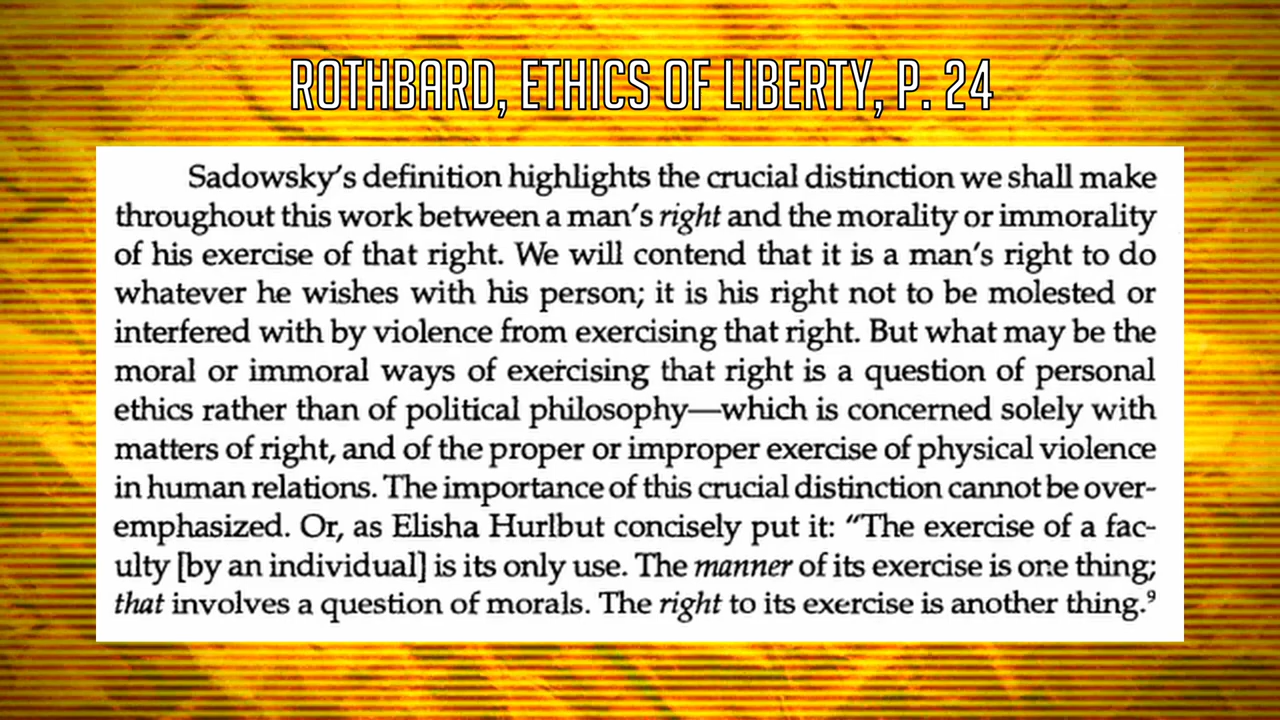 ROTHBARD, ETHICS OF LIBERTY, P. 24
Sadowsky's definition highlights the crucial distinction we shall make
throughout this work between a man's right and the morality or immorality
of his exercise of that right. We will contend that it is a man's right to do
whatever he wishes with his person; it is his right not to be molested or
interfered with by violence from exercising that right. But what may be the
moral or immoral ways of exercising that right is a question of personal
ethics rather than of political philosophy—which is concerned solely with
matters of right, and of the proper or improper exercise of physical violence
in human relations. The importance of this crucial distinction cannot be over-
emphasized. Or, as Elisha Hurlbut concisely put it: “The exercise of a fac-
ulty [by an individual] is its only use. The manner of its exercise is one thing;
that involves a question of morals. The right to its exercise is another thing.⁹